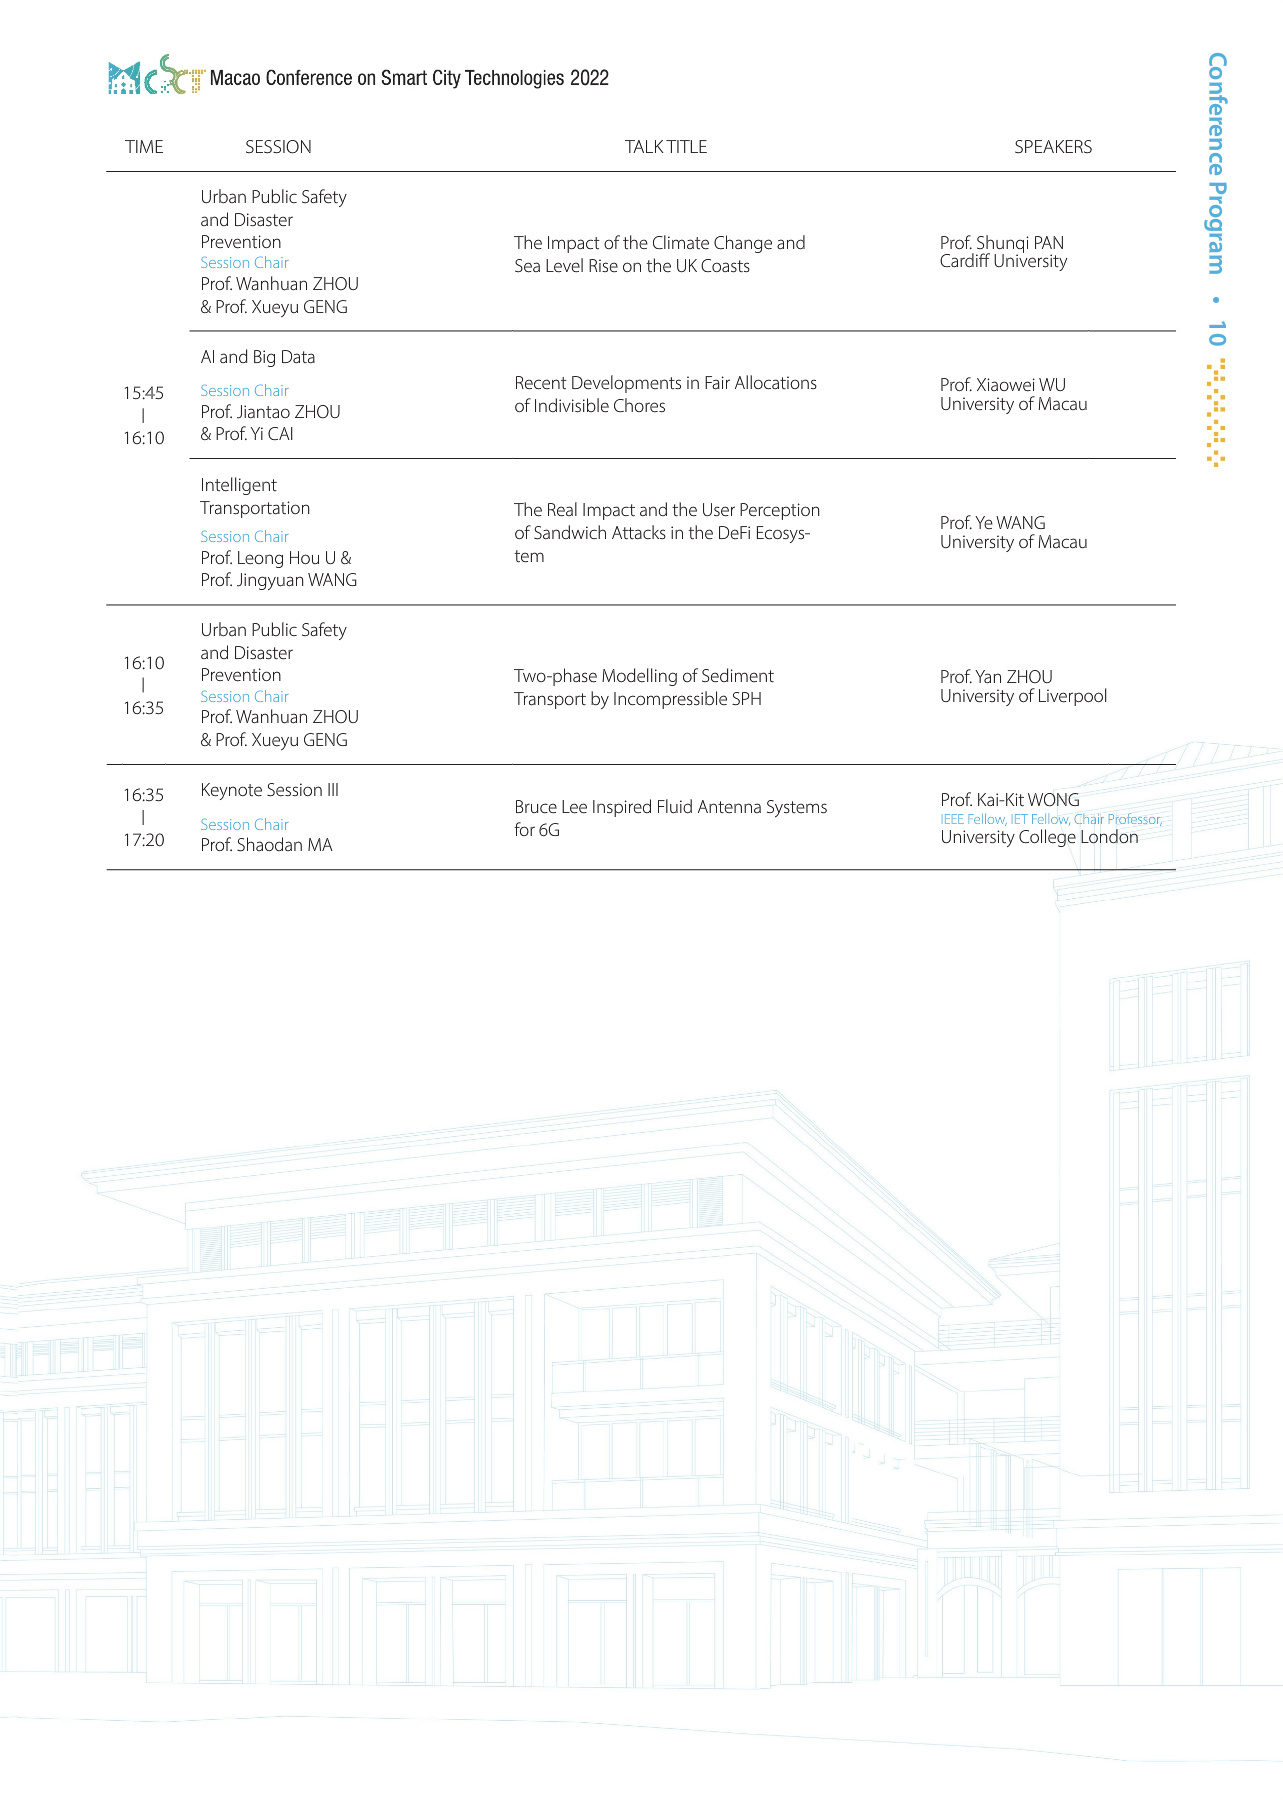 MCSCT Macao Conference on Smart City Technologies 2022
Conference Program • 10
TIME SESSION TALK TITLE SPEAKERS
15:45
|
16:10
Urban Public Safety
and Disaster
Prevention
Session Chair
Prof. Wanhuan ZHOU
& Prof. Xueyu GENG
The Impact of the Climate Change and
Sea Level Rise on the UK Coasts
Prof. Shunqi PAN
Cardiff University
AI and Big Data
Session Chair
Prof. Jiantao ZHOU
& Prof. Yi CAI
Recent Developments in Fair Allocations
of Indivisible Chores
Prof. Xiaowei WU
University of Macau
Intelligent
Transportation
Session Chair
Prof. Leong Hou U &
Prof. Jingyuan WANG
The Real Impact and the User Perception
of Sandwich Attacks in the DeFi Ecosys-
tem
Prof. Ye WANG
University of Macau
16:10
|
16:35
Urban Public Safety
and Disaster
Prevention
Session Chair
Prof. Wanhuan ZHOU
& Prof. Xueyu GENG
Two-phase Modelling of Sediment
Transport by Incompressible SPH
Prof. Yan ZHOU
University of Liverpool
16:35
|
17:20
Keynote Session III
Session Chair
Prof. Shaodan MA
Bruce Lee Inspired Fluid Antenna Systems
for 6G
Prof. Kai-Kit WONG
IEEE Fellow, IET Fellow, Chair Professor,
University College London